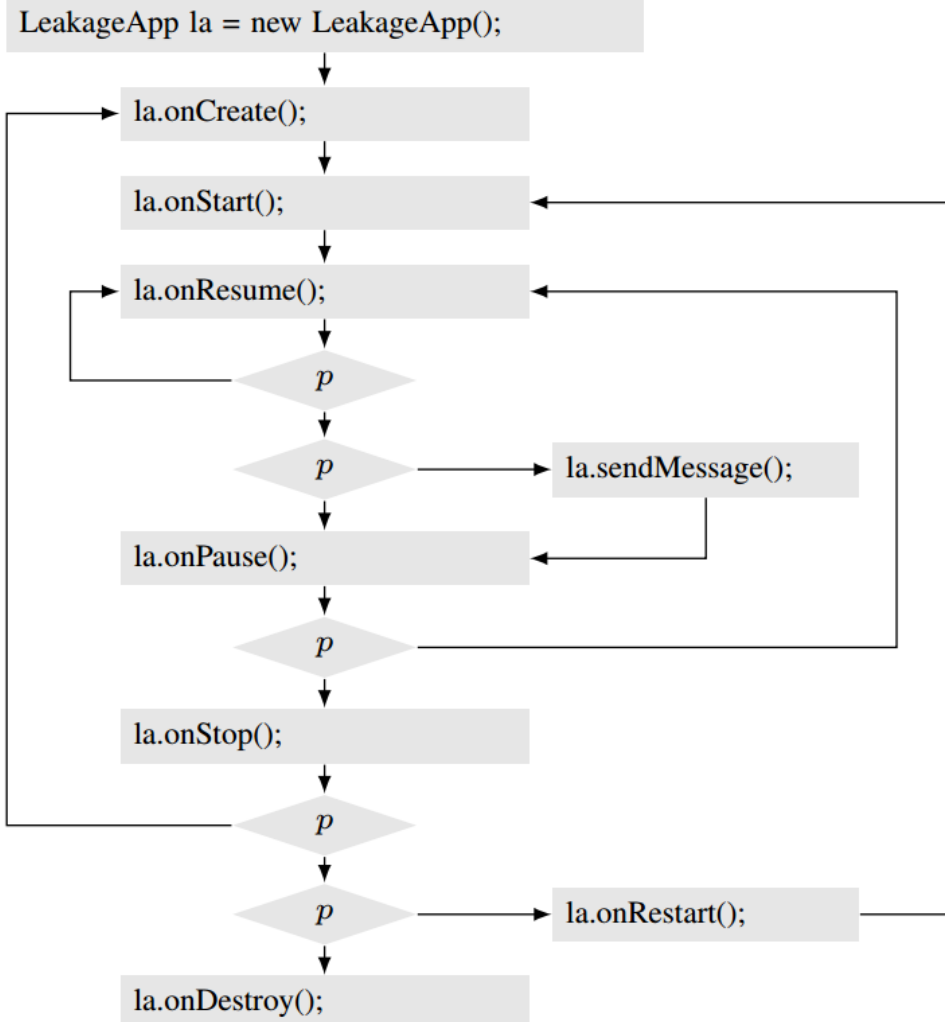 LeakageApp la = new LeakageApp();
la.onCreate();
la.onStart();
la.onResume();
p
p
la.sendMessage();
la.onPause();
p
la.onStop();
p
p
la.onRestart();
la.onDestroy();